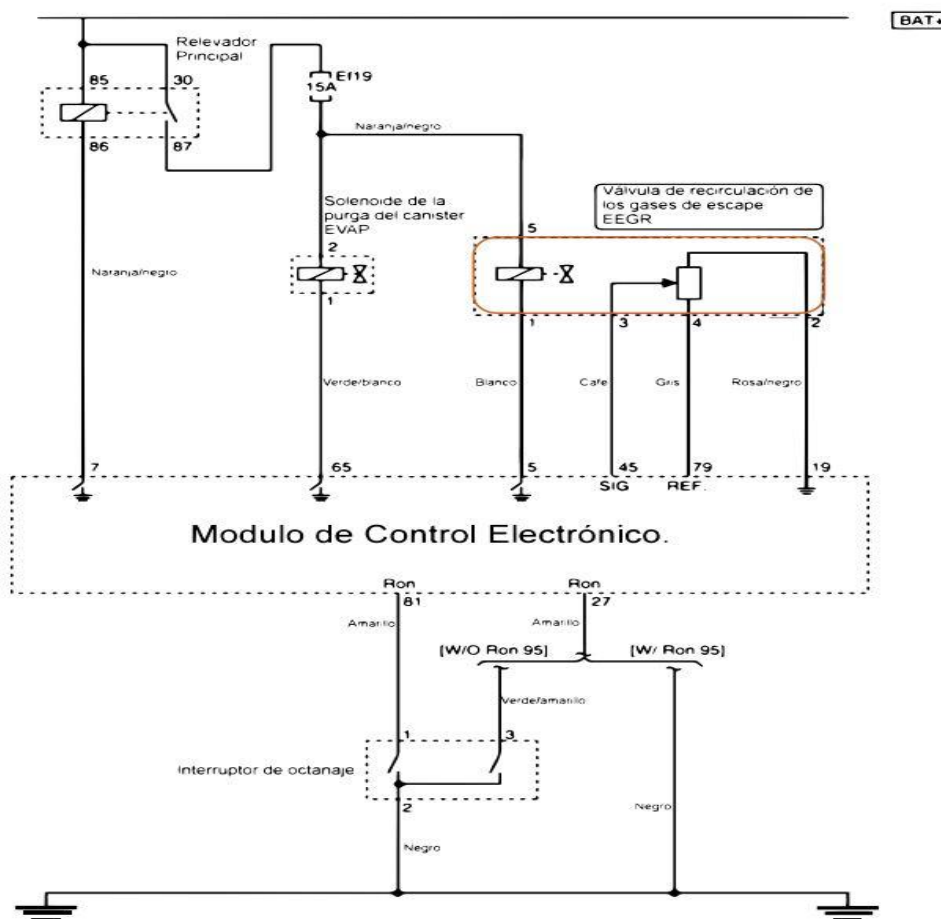 BAT+
Relevador
Principal
85
30
Ef19
15A
86
87
Naranja/negro
Solenoide de la
purga del canister
EVAP
2
1
Válvula de recirculación de
los gases de escape
EEGR
5
1
3
4
2
Naranja/negro
Verde/blanco
Blanco
Cafe
Gris
Rosa/negro
7
65
5
45
79
19
SIG
REF.
Modulo de Control Electrónico.
Ron
Ron
81
27
Amarillo
Amarillo
[W/O Ron 95]
[W/ Ron 95]
Verde/amarillo
1
3
Interruptor de octanaje
2
Negro
Negro